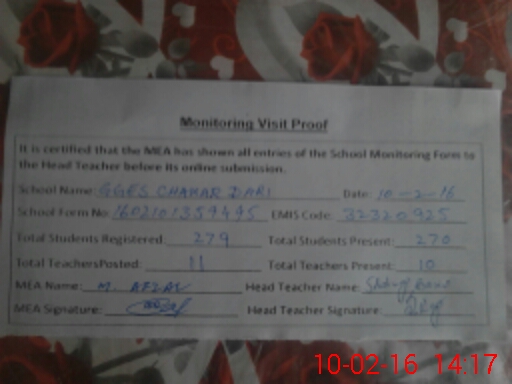 Monitoring Visit Proof
It is certified that the MEA has shown all entries of the School Monitoring Form to
the Head Teacher before its online submission.
School Name: GGES CHAKAR DARI Date: 10-2-16
School Form No: 1602101359495 EMIS Code: 32320925
Total Students Registered: 279 Total Students Present: 270
Total TeachersPosted: 11 Total Teachers Present: 10
MEA Name: M. AFZAL Head Teacher Name:
MEA Signature: Head Teacher Signature:
10-02-16 14:17